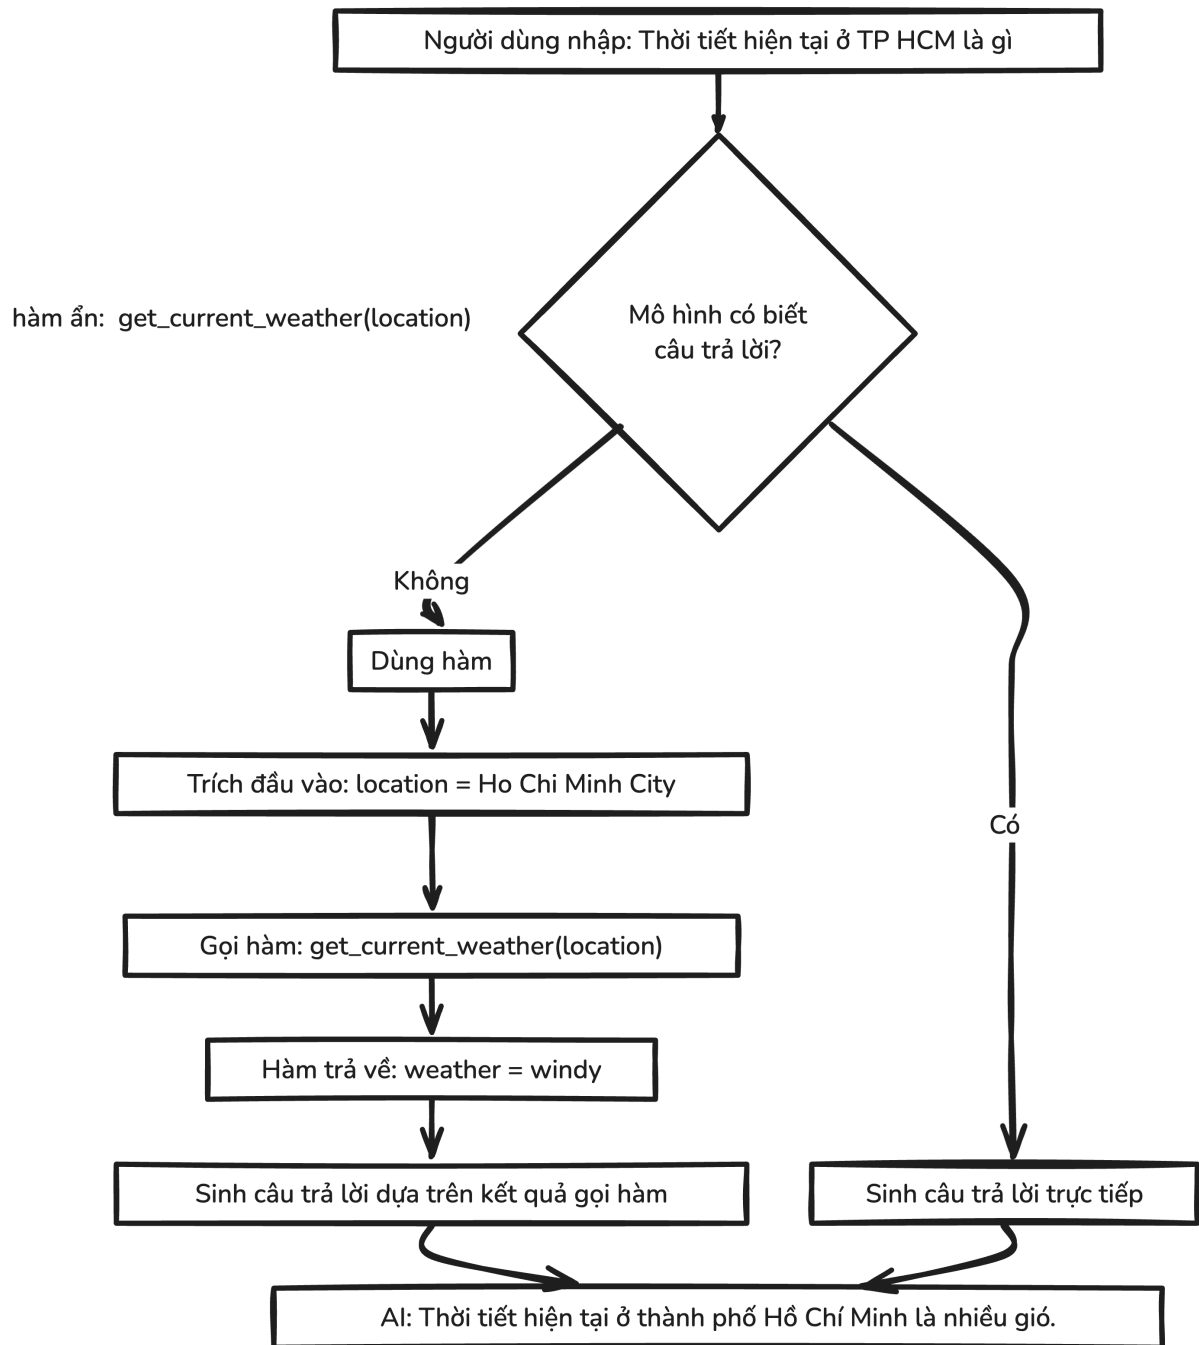 Người dùng nhập: Thời tiết hiện tại ở TP HCM là gì
hàm ẩn:  get_current_weather(location)
Mô hình có biết
câu trả lời?
Không
Dùng hàm
Trích đầu vào: location = Ho Chi Minh City
Có
Gọi hàm: get_current_weather(location)
Hàm trả về: weather = windy
Sinh câu trả lời dựa trên kết quả gọi hàm
Sinh câu trả lời trực tiếp
AI: Thời tiết hiện tại ở thành phố Hồ Chí Minh là nhiều gió.